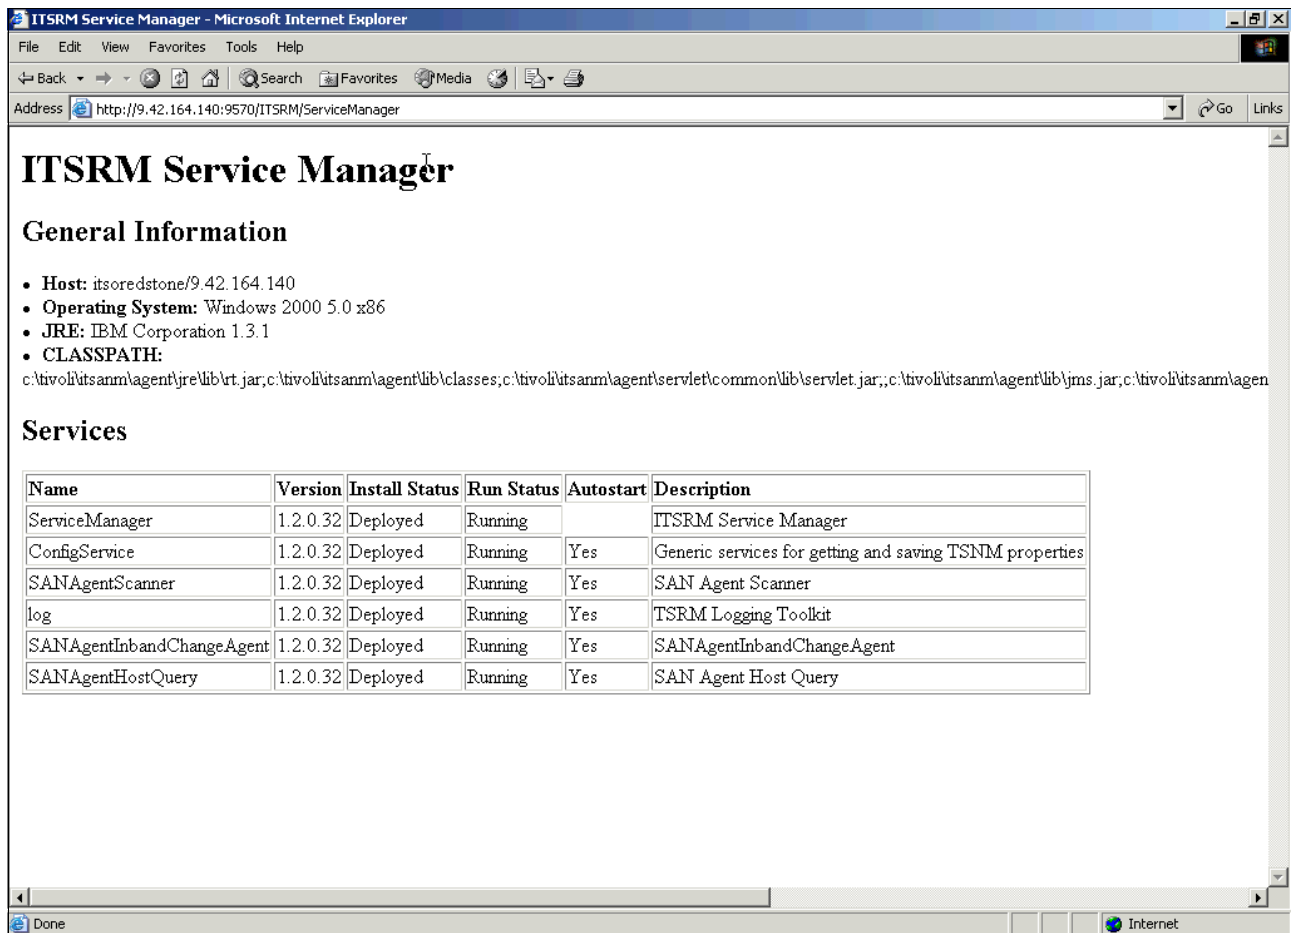 ITSRM Service Manager - Microsoft Internet Explorer
File Edit View Favorites Tools Help
Back Search Favorites Media
Address http://9.42.164.140:9570/ITSRM/ServiceManager Go Links
ITSRM Service Manager
General Information
• Host: itsoredstone/9.42.164.140
• Operating System: Windows 2000 5.0 x86
• JRE: IBM Corporation 1.3.1
• CLASSPATH:
c:\tivoli\itsanm\agent\jre\lib\rt.jar;c:\tivoli\itsanm\agent\lib\classes;c:\tivoli\itsanm\agent\servlet\common\lib\servlet.jar;;c:\tivoli\itsanm\agent\lib\jms.jar;c:\tivoli\itsanm\agen
Services
Name Version Install Status Run Status Autostart Description
ServiceManager 1.2.0.32 Deployed Running ITSRM Service Manager
ConfigService 1.2.0.32 Deployed Running Yes Generic services for getting and saving TSNM properties
SANAgentScanner 1.2.0.32 Deployed Running Yes SAN Agent Scanner
log 1.2.0.32 Deployed Running Yes TSRM Logging Toolkit
SANAgentInbandChangeAgent 1.2.0.32 Deployed Running Yes SANAgentInbandChangeAgent
SANAgentHostQuery 1.2.0.32 Deployed Running Yes SAN Agent Host Query
Done Internet